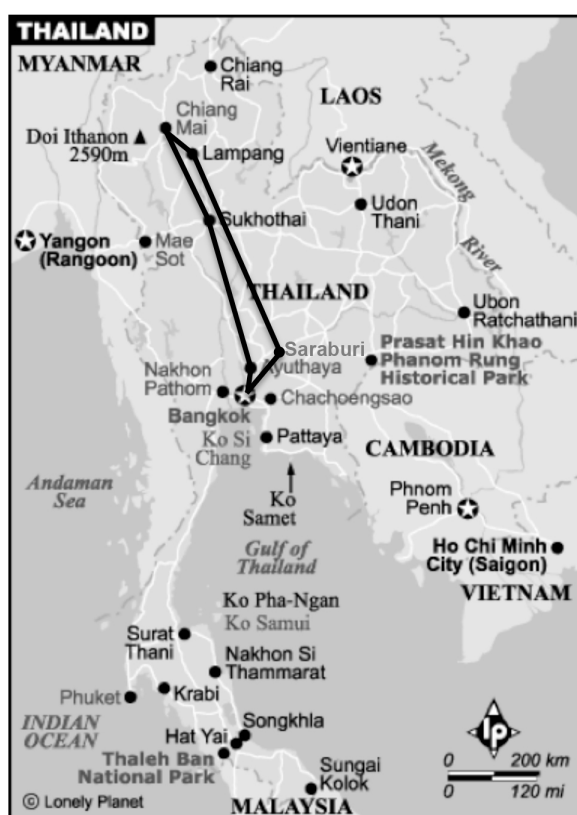 THAILAND
MYANMAR
Chiang
Rai
LAOS
Chiang
Mai
Doi Ithanon
2590m
Lampang
Vientiane
Mekong
River
Udon
Thani
Sukhothai
Yangon
(Rangoon)
Mae
Sot
THAILAND
Ubon
Ratchathani
Saraburi
Prasat Hin Khao
Phanom Rung
Historical Park
Ayuthaya
Nakhon
Pathom
Chachoengsao
Bangkok
Ko Si
Chang
Pattaya
CAMBODIA
Andaman
Sea
Ko
Samet
Phnom
Penh
Gulf of
Thailand
Ho Chi Minh
City (Saigon)
VIETNAM
Ko Pha-Ngan
Ko Samui
Surat
Thani
Nakhon Si
Thammarat
Phuket
Krabi
INDIAN
OCEAN
Songkhla
Hat Yai
Thaleh Ban
National Park
Sungai
Kolok
lp
0 200 km
0 120 mi
© Lonely Planet
MALAYSIA